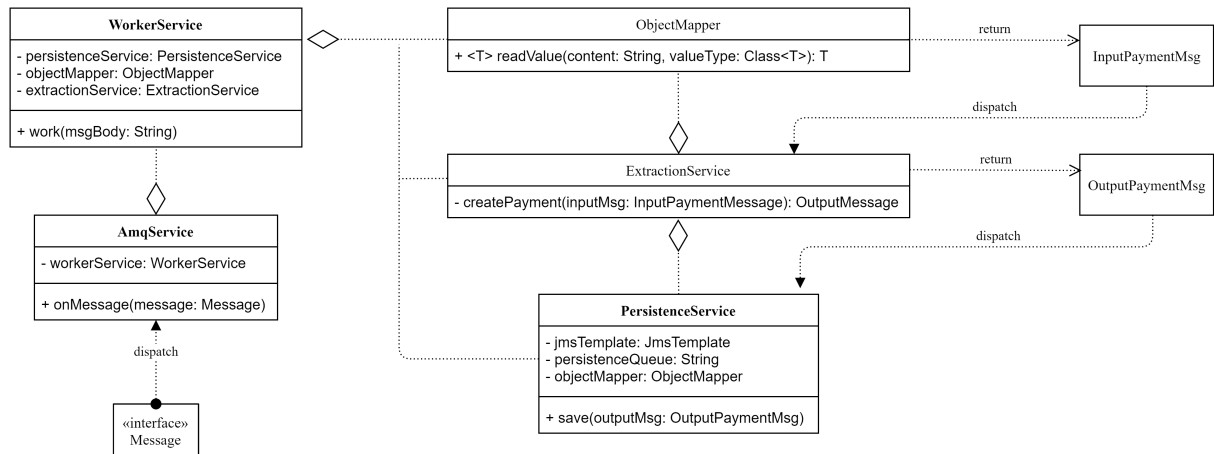 WorkerService
- persistenceService: PersistenceService
- objectMapper: ObjectMapper
- extractionService: ExtractionService
+ work(msgBody: String)
ObjectMapper
+ <T> readValue(content: String, valueType: Class<T>): T
return
InputPaymentMsg
dispatch
ExtractionService
- createPayment(inputMsg: InputPaymentMessage): OutputMessage
return
OutputPaymentMsg
dispatch
AmqService
- workerService: WorkerService
+ onMessage(message: Message)
dispatch
«interface»
Message
PersistenceService
- jmsTemplate: JmsTemplate
- persistenceQueue: String
- objectMapper: ObjectMapper
+ save(outputMsg: OutputPaymentMsg)